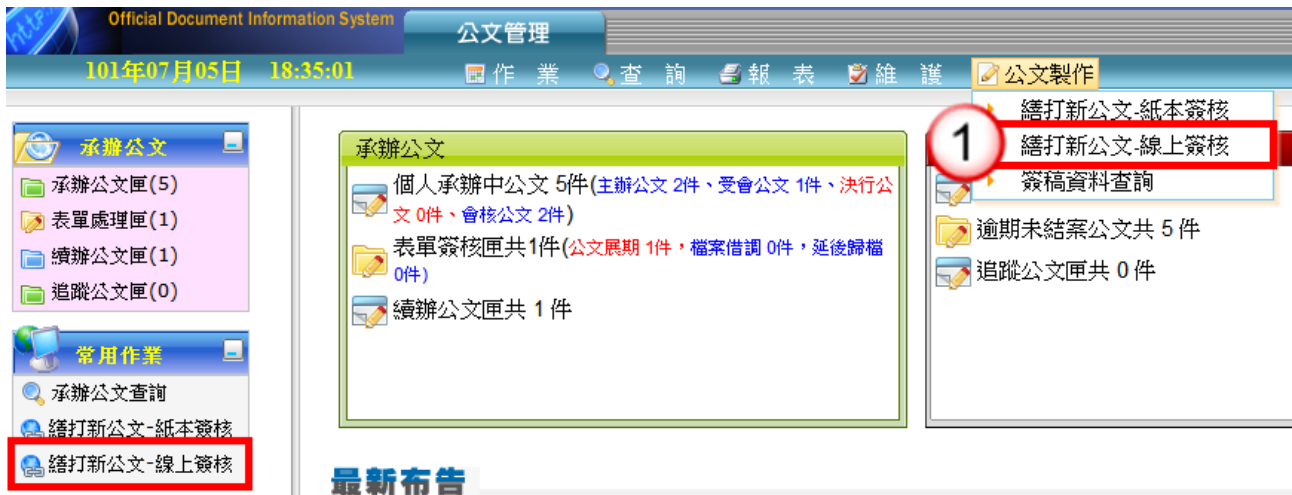 http
Official Document Information System
公文管理
101年07月05日 18:35:01
作 業 查 詢 報 表 維 護 公文製作
繕打新公文-紙本簽核
1
繕打新公文-線上簽核
簽稿資料查詢
承辦公文
承辦公文匣(5)
表單處理匣(1)
續辦公文匣(1)
追蹤公文匣(0)
常用作業
承辦公文查詢
繕打新公文-紙本簽核
繕打新公文-線上簽核
承辦公文
個人承辦中公文 5件(主辦公文 2件、受會公文 1件、決行公
文 0件、會核公文 2件)
表單簽核匣共1件(公文展期 1件，檔案借調 0件，延後歸檔
0件)
續辦公文匣共 1 件
逾期未結案公文共 5 件
追蹤公文匣共 0 件
最新布告